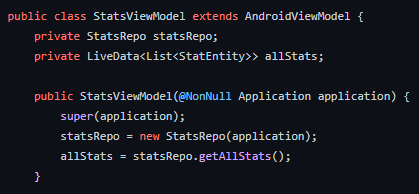 public class StatsViewModel extends AndroidViewModel {
    private StatsRepo statsRepo;
    private LiveData<List<StatEntity>> allStats;

    public StatsViewModel(@NonNull Application application) {
        super(application);
        statsRepo = new StatsRepo(application);
        allStats = statsRepo.getAllStats();
    }